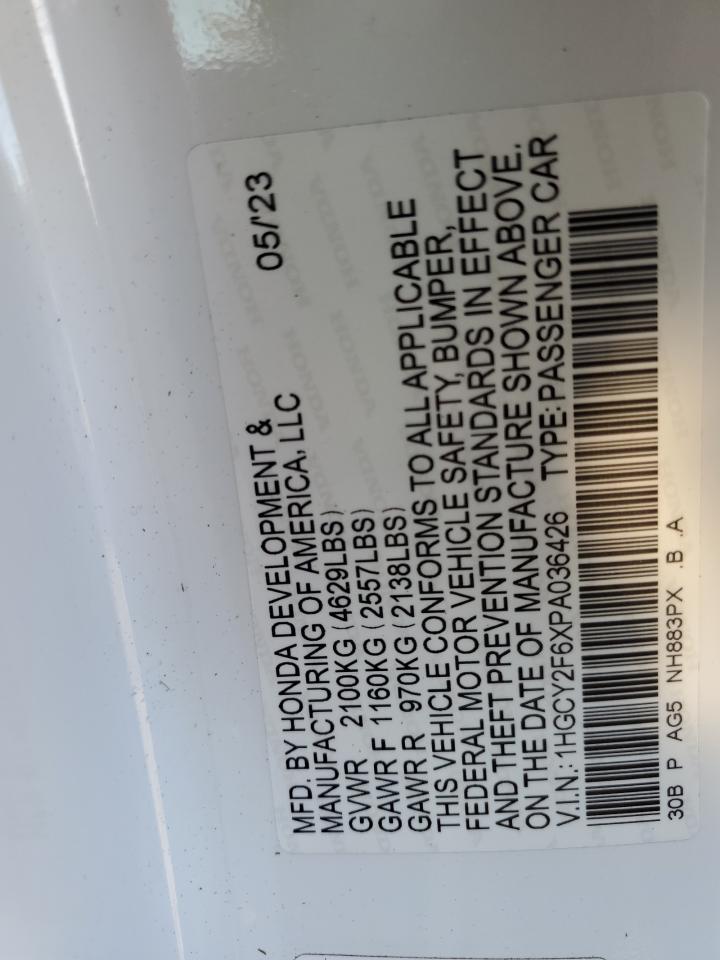 MFD. BY HONDA DEVELOPMENT & 05/'23
MANUFACTURING OF AMERICA, LLC
GVWR 2100KG (4629LBS)
GAWR F 1160KG (2557LBS)
GAWR R 970KG (2138LBS)
THIS VEHICLE CONFORMS TO ALL APPLICABLE
FEDERAL MOTOR VEHICLE SAFETY, BUMPER,
AND THEFT PREVENTION STANDARDS IN EFFECT
ON THE DATE OF MANUFACTURE SHOWN ABOVE.
V.I.N.: 1HGCY2F6XPA036426 TYPE: PASSENGER CAR
30B P AG5 NH883PX .B .A